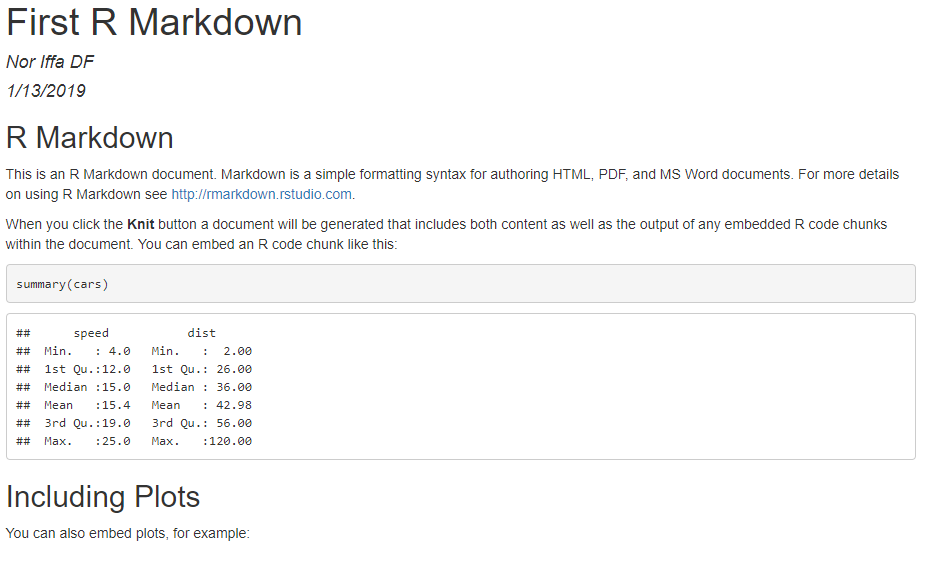 First R Markdown
Nor Iffa DF
1/13/2019
R Markdown
This is an R Markdown document. Markdown is a simple formatting syntax for authoring HTML, PDF, and MS Word documents. For more details
on using R Markdown see http://rmarkdown.rstudio.com.
When you click the Knit button a document will be generated that includes both content as well as the output of any embedded R code chunks
within the document. You can embed an R code chunk like this:
summary(cars)
##      speed           dist
##  Min.   : 4.0   Min.   :  2.00
##  1st Qu.:12.0   1st Qu.: 26.00
##  Median :15.0   Median : 36.00
##  Mean   :15.4   Mean   : 42.98
##  3rd Qu.:19.0   3rd Qu.: 56.00
##  Max.   :25.0   Max.   :120.00
Including Plots
You can also embed plots, for example: